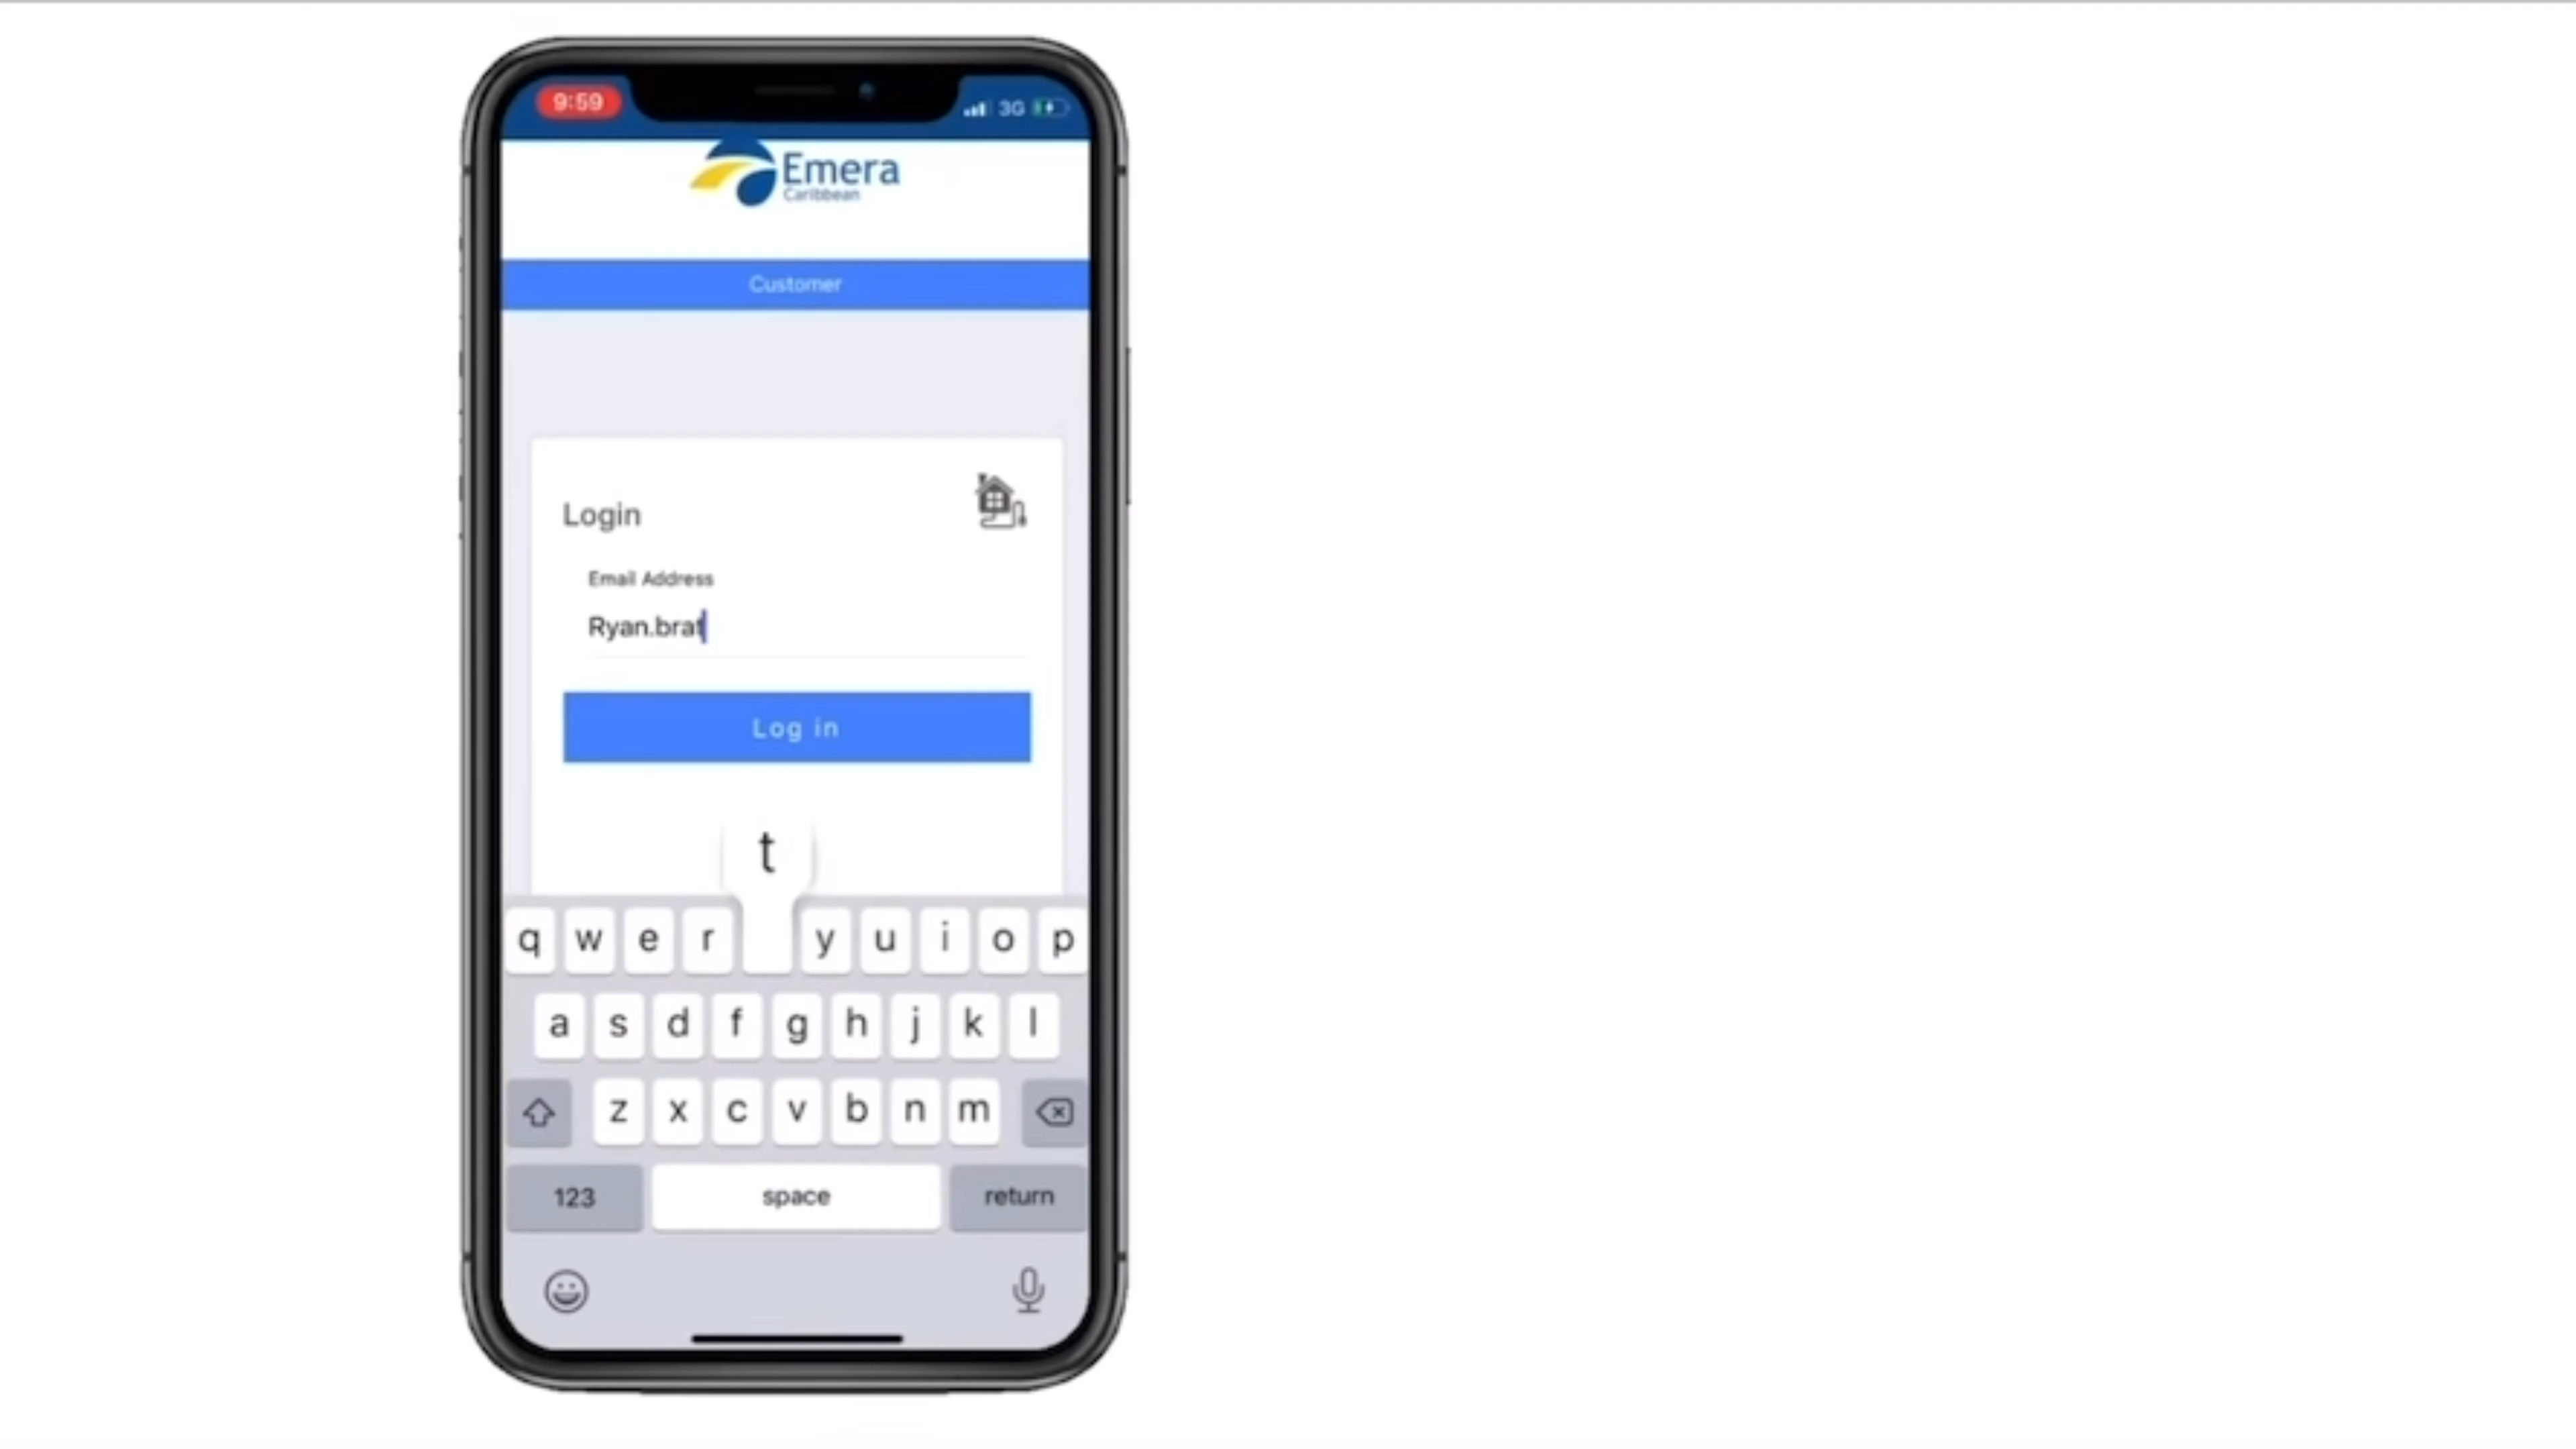 9:59
3G
Emera
Caribbean
Customer
Login
Email Address
Ryan.brat
Log in
t
q w e r y u i o p
a s d f g h j k l
z x c v b n m
123 space return